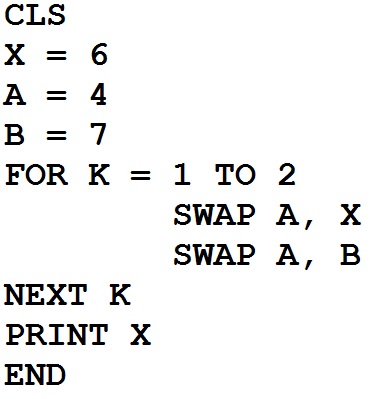 CLS
X = 6
A = 4
B = 7
FOR K = 1 TO 2
SWAP A, X
SWAP A, B
NEXT K
PRINT X
END